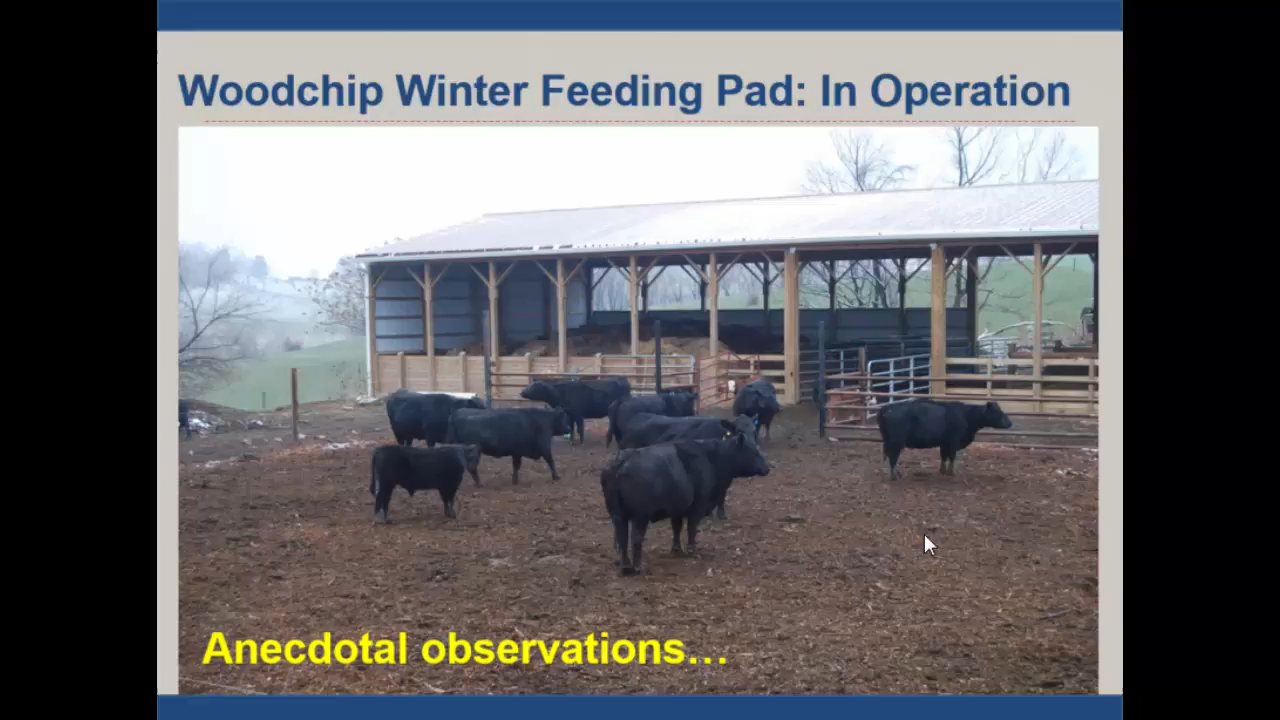 Woodchip Winter Feeding Pad: In Operation
Anecdotal observations…